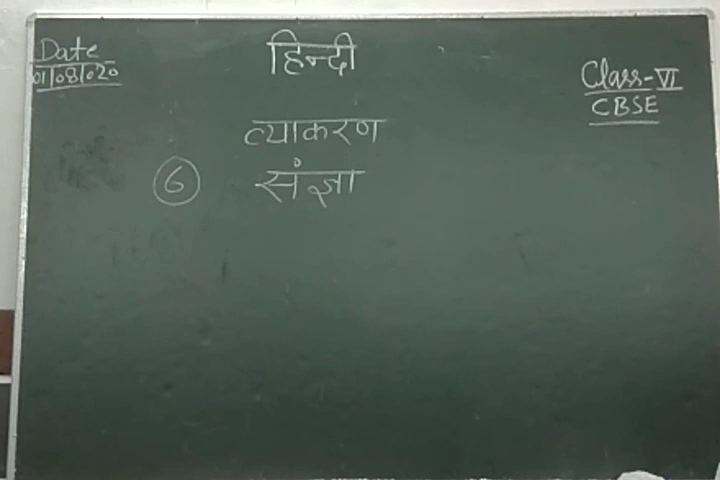 Date
01/08/020
हिन्दी
Class-VI
CBSE
व्याकरण
6 संज्ञा